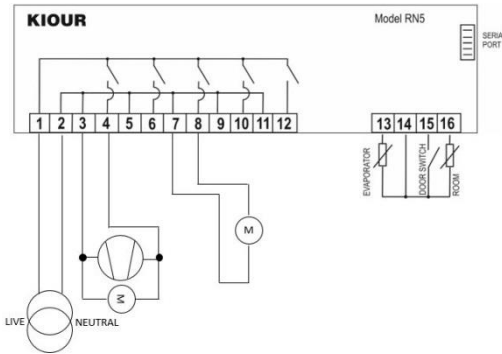 KIOUR
Model RN5
SERIA
PORT
1 2 3 4 5 6 7 8 9 10 11 12
13 14 15 16
EVAPORATOR
DOOR SWITCH
ROOM
M
M
LIVE
NEUTRAL